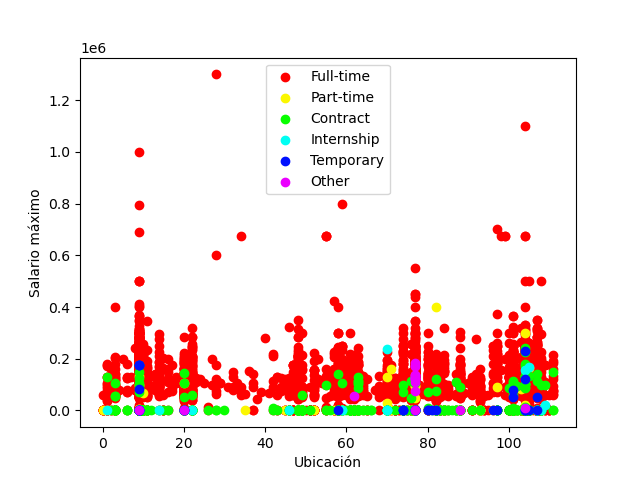 1e6
Salario máximo
1.2
1.0
0.8
0.6
0.4
0.2
0.0
Full-time
Part-time
Contract
Internship
Temporary
Other
0 20 40 60 80 100
Ubicación